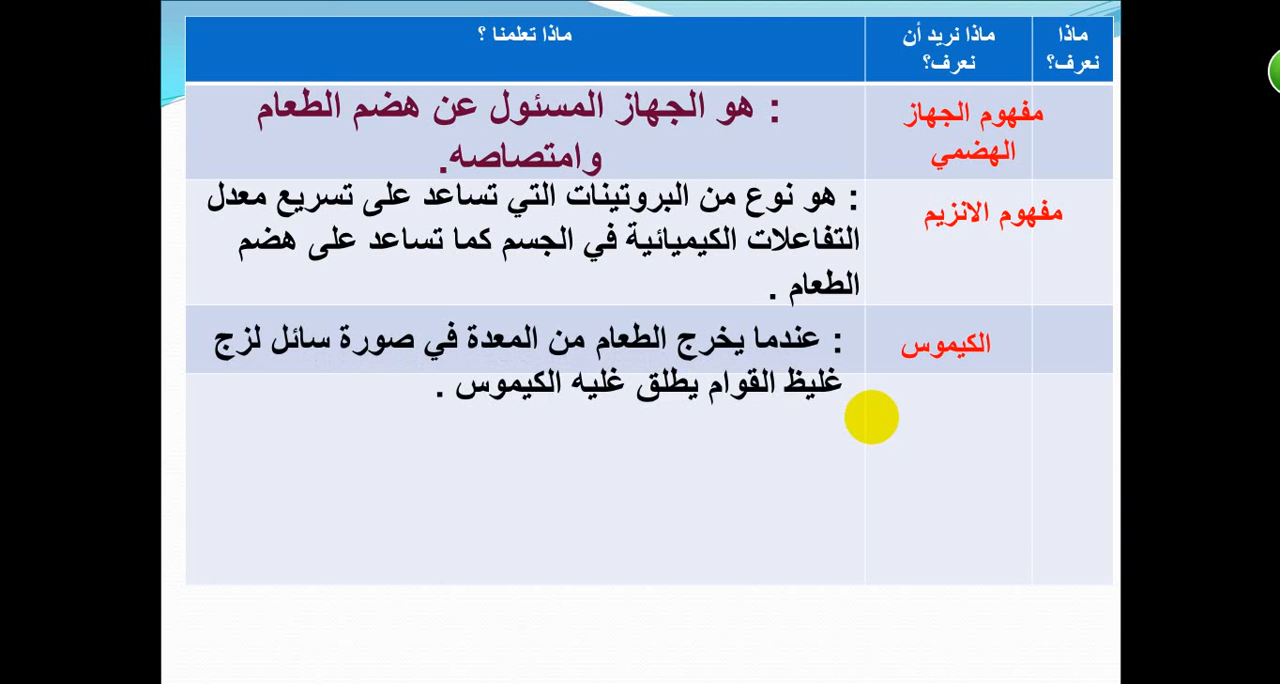 ماذا
نعرف؟
ماذا نريد أن
نعرف؟
ماذا تعلمنا ؟
مفهوم الجهاز
الهضمي
: هو الجهاز المسئول عن هضم الطعام
وامتصاصه.
مفهوم الانزيم
: هو نوع من البروتينات التي تساعد على تسريع معدل
التفاعلات الكيميائية في الجسم كما تساعد على هضم
الطعام .
الكيموس
: عندما يخرج الطعام من المعدة في صورة سائل لزج
غليظ القوام يطلق غليه الكيموس .